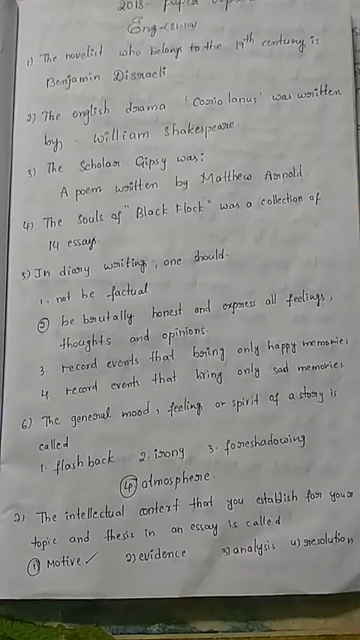 2018- paper
Eng-(81-119)
1) The novelist who belongs to the 19th century is
Benjamin Disraeli
2) The english drama 'Corio lanus' was written
by William Shakespeare.
3) The Scholar Gipsy was:
A poem written by Matthew Arnold
4) The Souls of "Black Flock" was a collection of
14 essays.
5) In diary writing, one should-
1. not be factual
2 be brutally honest and express all feelings,
thoughts and opinions.
3 record events that bring only happy memories
4 record events that bring only sad memories
6) The general mood, feeling or spirit of a story is
called
1. flash back 2. irony 3. foreshadowing
4 atmosphere.
7) The intellectual context that you establish for your
topic and thesis in an essay is called
1 Motive ✓ 2) evidence 3) analysis 4) resolution